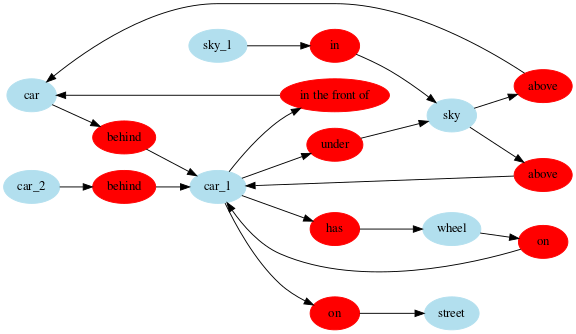 sky_1
in
car
in the front of
above
sky
behind
under
above
car_2
behind
car_1
has
wheel
on
on
street